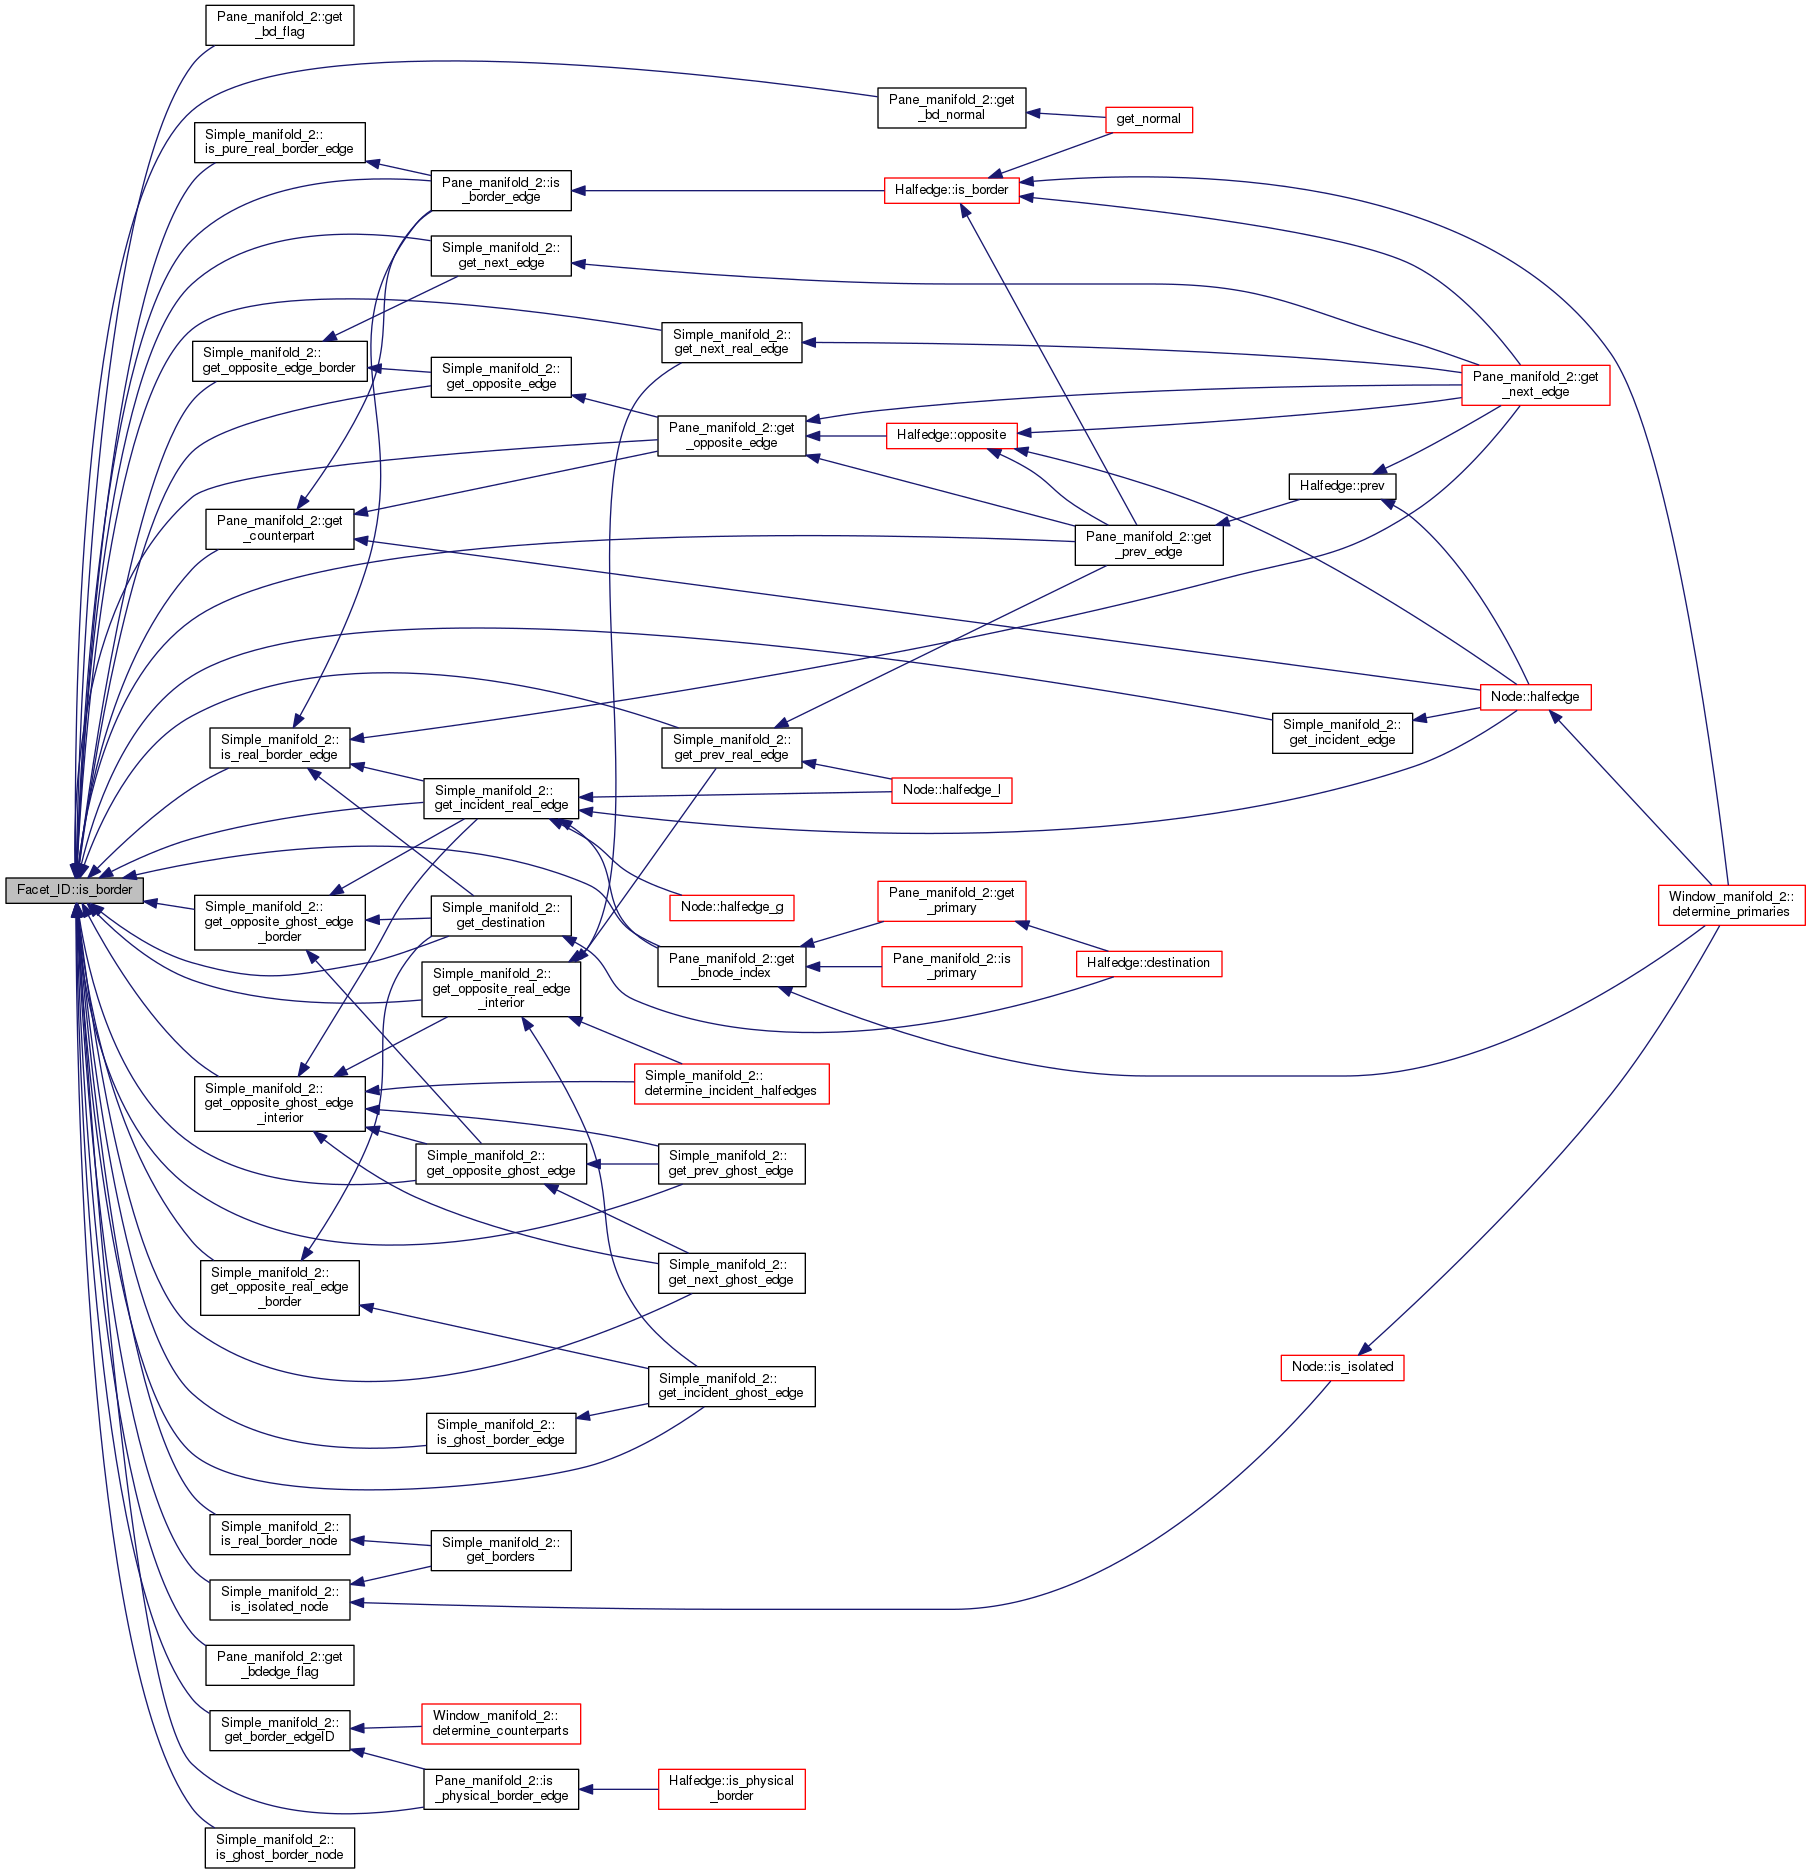 Pane_manifold_2::get
_bd_flag
Pane_manifold_2::get
_bd_normal
get_normal
Simple_manifold_2::
is_pure_real_border_edge
Pane_manifold_2::is
_border_edge
Halfedge::is_border
Simple_manifold_2::
get_next_edge
Simple_manifold_2::
get_next_real_edge
Simple_manifold_2::
get_opposite_edge_border
Simple_manifold_2::
get_opposite_edge
Pane_manifold_2::get
_next_edge
Pane_manifold_2::get
_opposite_edge
Halfedge::opposite
Halfedge::prev
Pane_manifold_2::get
_counterpart
Pane_manifold_2::get
_prev_edge
Node::halfedge
Simple_manifold_2::
get_incident_edge
Simple_manifold_2::
is_real_border_edge
Simple_manifold_2::
get_prev_real_edge
Node::halfedge_l
Simple_manifold_2::
get_incident_real_edge
Facet_ID::is_border
Simple_manifold_2::
get_opposite_ghost_edge
_border
Simple_manifold_2::
get_destination
Node::halfedge_g
Pane_manifold_2::get
_primary
Window_manifold_2::
determine_primaries
Simple_manifold_2::
get_opposite_real_edge
_interior
Pane_manifold_2::get
_bnode_index
Pane_manifold_2::is
_primary
Halfedge::destination
Simple_manifold_2::
get_opposite_ghost_edge
_interior
Simple_manifold_2::
determine_incident_halfedges
Simple_manifold_2::
get_opposite_ghost_edge
Simple_manifold_2::
get_prev_ghost_edge
Simple_manifold_2::
get_opposite_real_edge
_border
Simple_manifold_2::
get_next_ghost_edge
Simple_manifold_2::
get_incident_ghost_edge
Node::is_isolated
Simple_manifold_2::
is_ghost_border_edge
Simple_manifold_2::
is_real_border_node
Simple_manifold_2::
get_borders
Simple_manifold_2::
is_isolated_node
Pane_manifold_2::get
_bdedge_flag
Simple_manifold_2::
get_border_edgeID
Window_manifold_2::
determine_counterparts
Pane_manifold_2::is
_physical_border_edge
Halfedge::is_physical
_border
Simple_manifold_2::
is_ghost_border_node